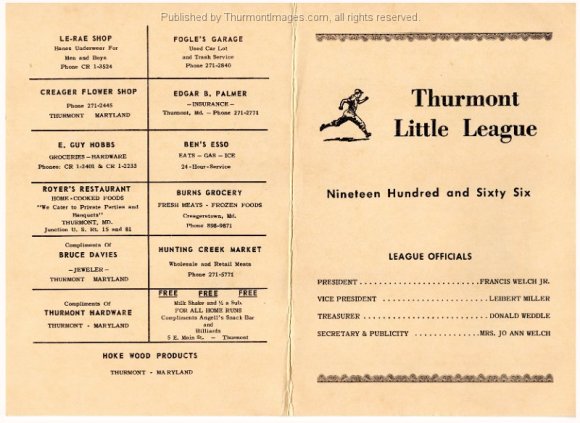 Published by ThurmontImages.com, all rights reserved.
LE-RAE SHOP
Hanes Underwear For
Men and Boys
Phone CR 1-3524
FOGLE'S GARAGE
Used Car Lot
and Trash Service
Phone 271-2840
CREAGER FLOWER SHOP
Phone 271-2445
THURMONT MARYLAND
EDGAR B. PALMER
—INSURANCE—
Thurmont, Md. — Phone 271-2771
E. GUY HOBBS
GROCERIES-HARDWARE
Phones: CR 1-2401 & CR 1-2253
BEN'S ESSO
EATS — GAS — ICE
24-Hour-Service
ROYER'S RESTAURANT
HOME-COOKED FOODS
"We Cater to Private Parties and
Banquets"
THURMONT, MD.
Junction U. S. Rt. 15 and 81
BURNS GROCERY
FRESH MEATS - FROZEN FOODS
Creagerstown, Md.
Phone 898-9871
Compliments Of
BRUCE DAVIES
—JEWELER—
THURMONT MARYLAND
HUNTING CREEK MARKET
Wholesale and Retail Meats
Phone 271-5771
Compliments Of
THURMONT HARDWARE
THURMONT - MARYLAND
FREE FREE FREE
Milk Shake and ½ a Sub.
FOR ALL HOME RUNS
Compliments Angell's Snack Bar
and
Billiards
5 E. Main St. — Thurmont
HOKE WOOD PRODUCTS
THURMONT - MARYLAND
Thurmont
Little League
Nineteen Hundred and Sixty Six
LEAGUE OFFICIALS
PRESIDENT ........................ FRANCIS WELCH JR.
VICE PRESIDENT ...................... LEIBERT MILLER
TREASURER .......................... DONALD WEDDLE
SECRETARY & PUBLICITY .............. MRS. JO ANN WELCH